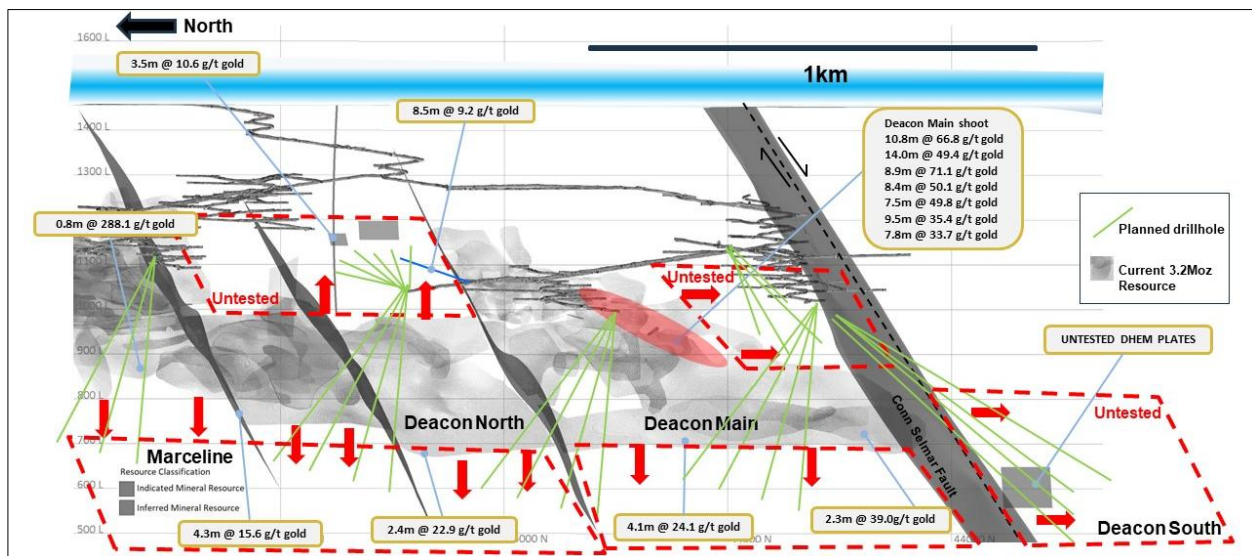 North
1600 L
3.5m @ 10.6 g/t gold
1km
8.5m @ 9.2 g/t gold
1400 L
1300 L
Deacon Main shoot
10.8m @ 66.8 g/t gold
14.0m @ 49.4 g/t gold
8.9m @ 71.1 g/t gold
8.4m @ 50.1 g/t gold
7.5m @ 49.8 g/t gold
9.5m @ 35.4 g/t gold
7.8m @ 33.7 g/t gold
0.8m @ 288.1 g/t gold
Planned drillhole
Current 3.2Moz
Resource
Untested
Untested
900 L
UNTESTED DHEM PLATES
800 L
Untested
Deacon North
Deacon Main
700 L
Marceline
Resource Classification
Indicated Mineral Resource
Inferred Mineral Resource
600 L
Conn Selmar Fault
4.3m @ 15.6 g/t gold
2.4m @ 22.9 g/t gold
4.1m @ 24.1 g/t gold
2.3m @ 39.0g/t gold
500 L
Deacon South